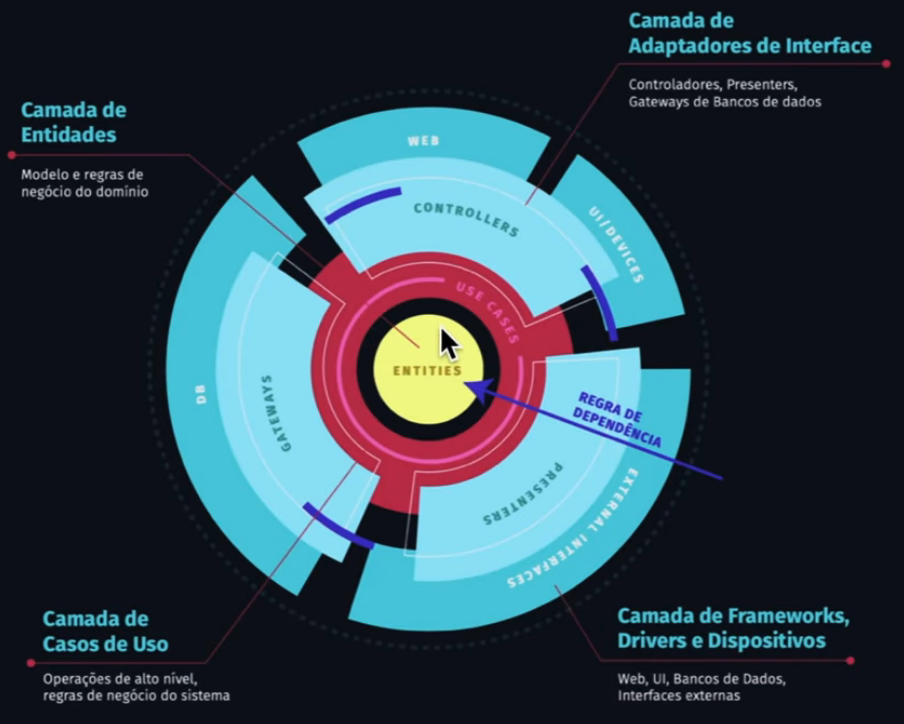 Camada de
Adaptadores de Interface
Controladores, Presenters,
Gateways de Bancos de dados
Camada de
Entidades
Modelo e regras de
negócio do domínio
WEB
CONTROLLERS
UI/DEVICES
USE CASES
ENTITIES
DB
GATEWAYS
REGRA DE
DEPENDÊNCIA
PRESENTERS
EXTERNAL INTERFACES
Camada de
Casos de Uso
Operações de alto nível,
regras de negócio do sistema
Camada de Frameworks,
Drivers e Dispositivos
Web, UI, Bancos de Dados,
Interfaces externas